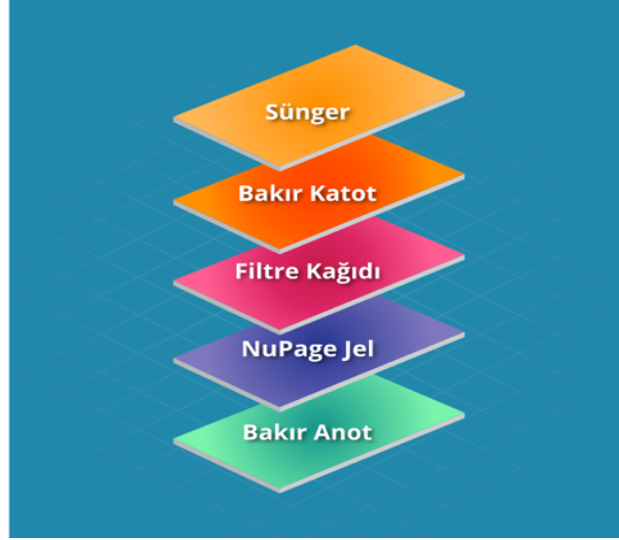 Sünger
Bakır Katot
Filtre Kağıdı
NuPage Jel
Bakır Anot